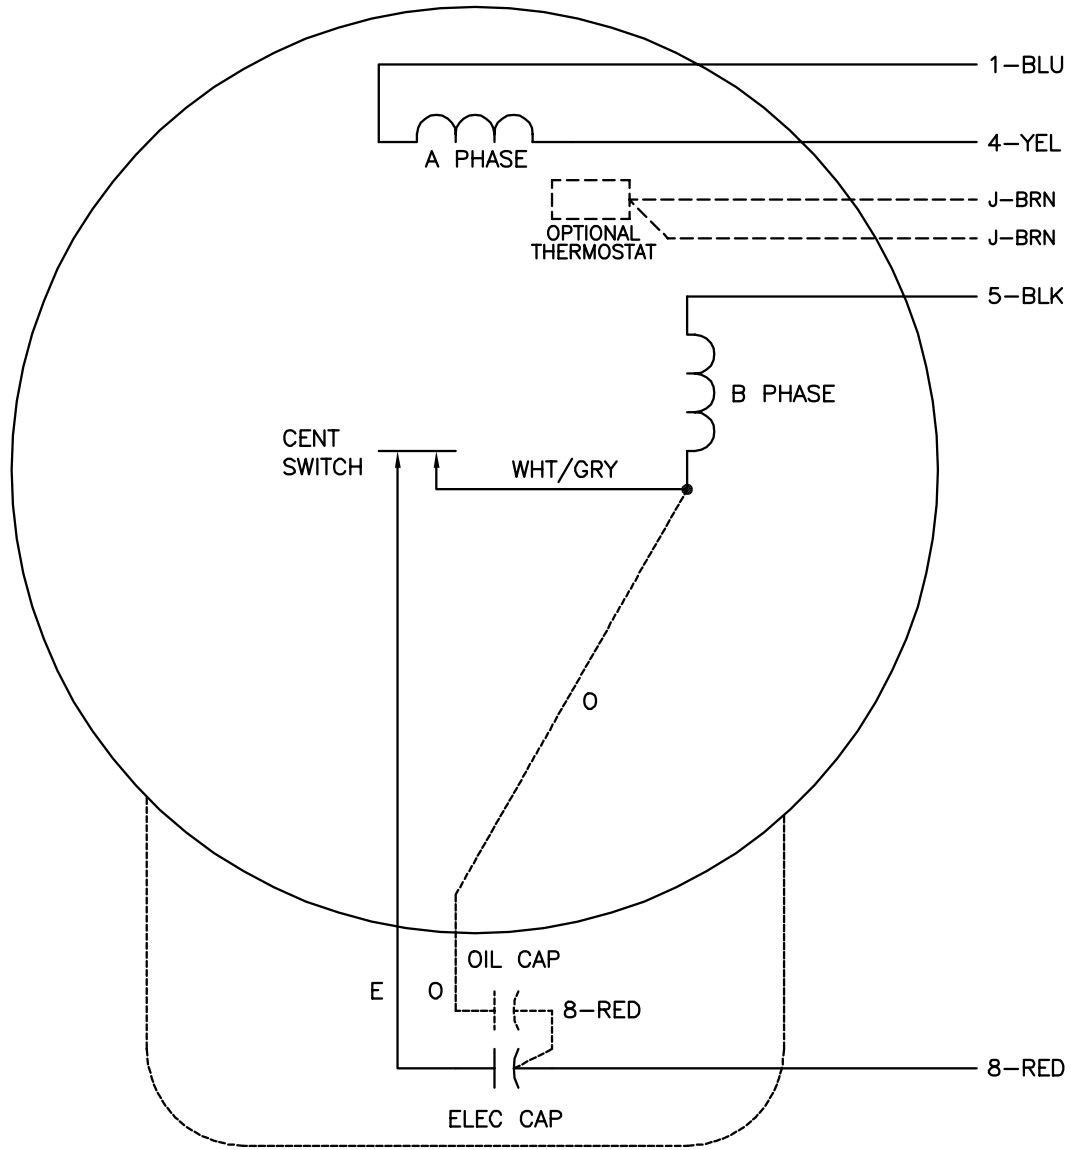 1-BLU
4-YEL
A PHASE
J-BRN
OPTIONAL
THERMOSTAT
J-BRN
5-BLK
B PHASE
CENT
SWITCH
WHT/GRY
O
OIL CAP
E
O
8-RED
8-RED
ELEC CAP